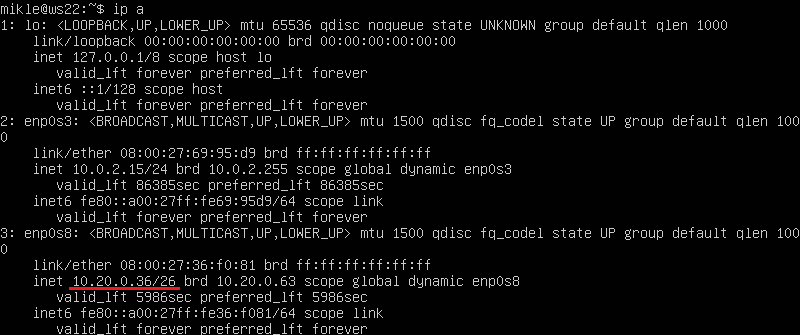 mikle@ws22:~$ ip a
1: lo: <LOOPBACK,UP,LOWER_UP> mtu 65536 qdisc noqueue state UNKNOWN group default qlen 1000
    link/loopback 00:00:00:00:00:00 brd 00:00:00:00:00:00
    inet 127.0.0.1/8 scope host lo
       valid_lft forever preferred_lft forever
    inet6 ::1/128 scope host
       valid_lft forever preferred_lft forever
2: enp0s3: <BROADCAST,MULTICAST,UP,LOWER_UP> mtu 1500 qdisc fq_codel state UP group default qlen 100
0
    link/ether 08:00:27:69:95:d9 brd ff:ff:ff:ff:ff:ff
    inet 10.0.2.15/24 brd 10.0.2.255 scope global dynamic enp0s3
       valid_lft 86385sec preferred_lft 86385sec
    inet6 fe80::a00:27ff:fe69:95d9/64 scope link
       valid_lft forever preferred_lft forever
3: enp0s8: <BROADCAST,MULTICAST,UP,LOWER_UP> mtu 1500 qdisc fq_codel state UP group default qlen 100
0
    link/ether 08:00:27:36:f0:81 brd ff:ff:ff:ff:ff:ff
    inet 10.20.0.36/26 brd 10.20.0.63 scope global dynamic enp0s8
       valid_lft 5986sec preferred_lft 5986sec
    inet6 fe80::a00:27ff:fe36:f081/64 scope link
       valid_lft forever preferred_lft forever